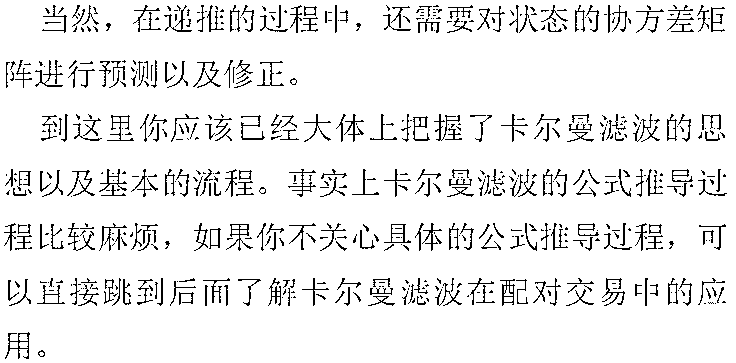 当然，在递推的过程中，还需要对状态的协方差矩
阵进行预测以及修正。
到这里你应该已经大体上把握了卡尔曼滤波的思
想以及基本的流程。事实上卡尔曼滤波的公式推导过
程比较麻烦，如果你不关心具体的公式推导过程，可
以直接跳到后面了解卡尔曼滤波在配对交易中的应
用。